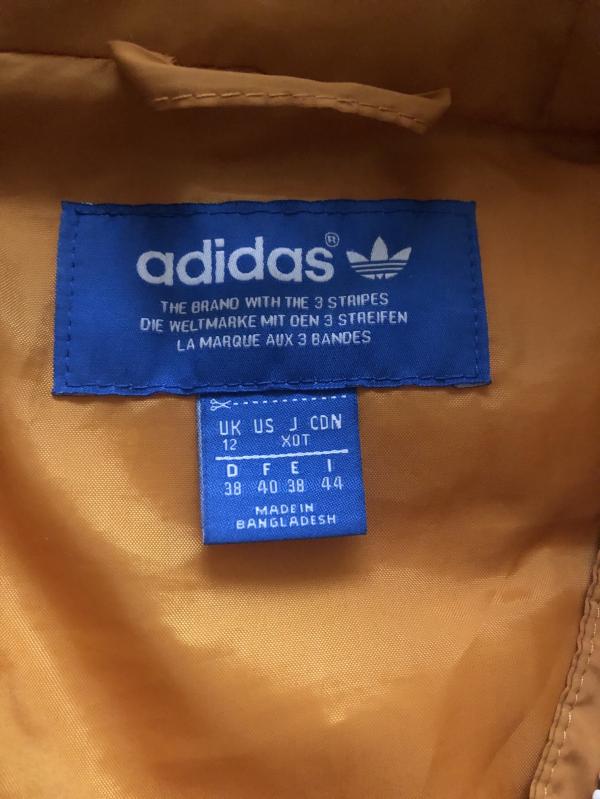 adidas®
THE BRAND WITH THE 3 STRIPES
DIE WELTMARKE MIT DEN 3 STREIFEN
LA MARQUE AUX 3 BANDES
UK US J CDN
12 XOT
D F E I
38 40 38 44
MADE IN
BANGLADESH